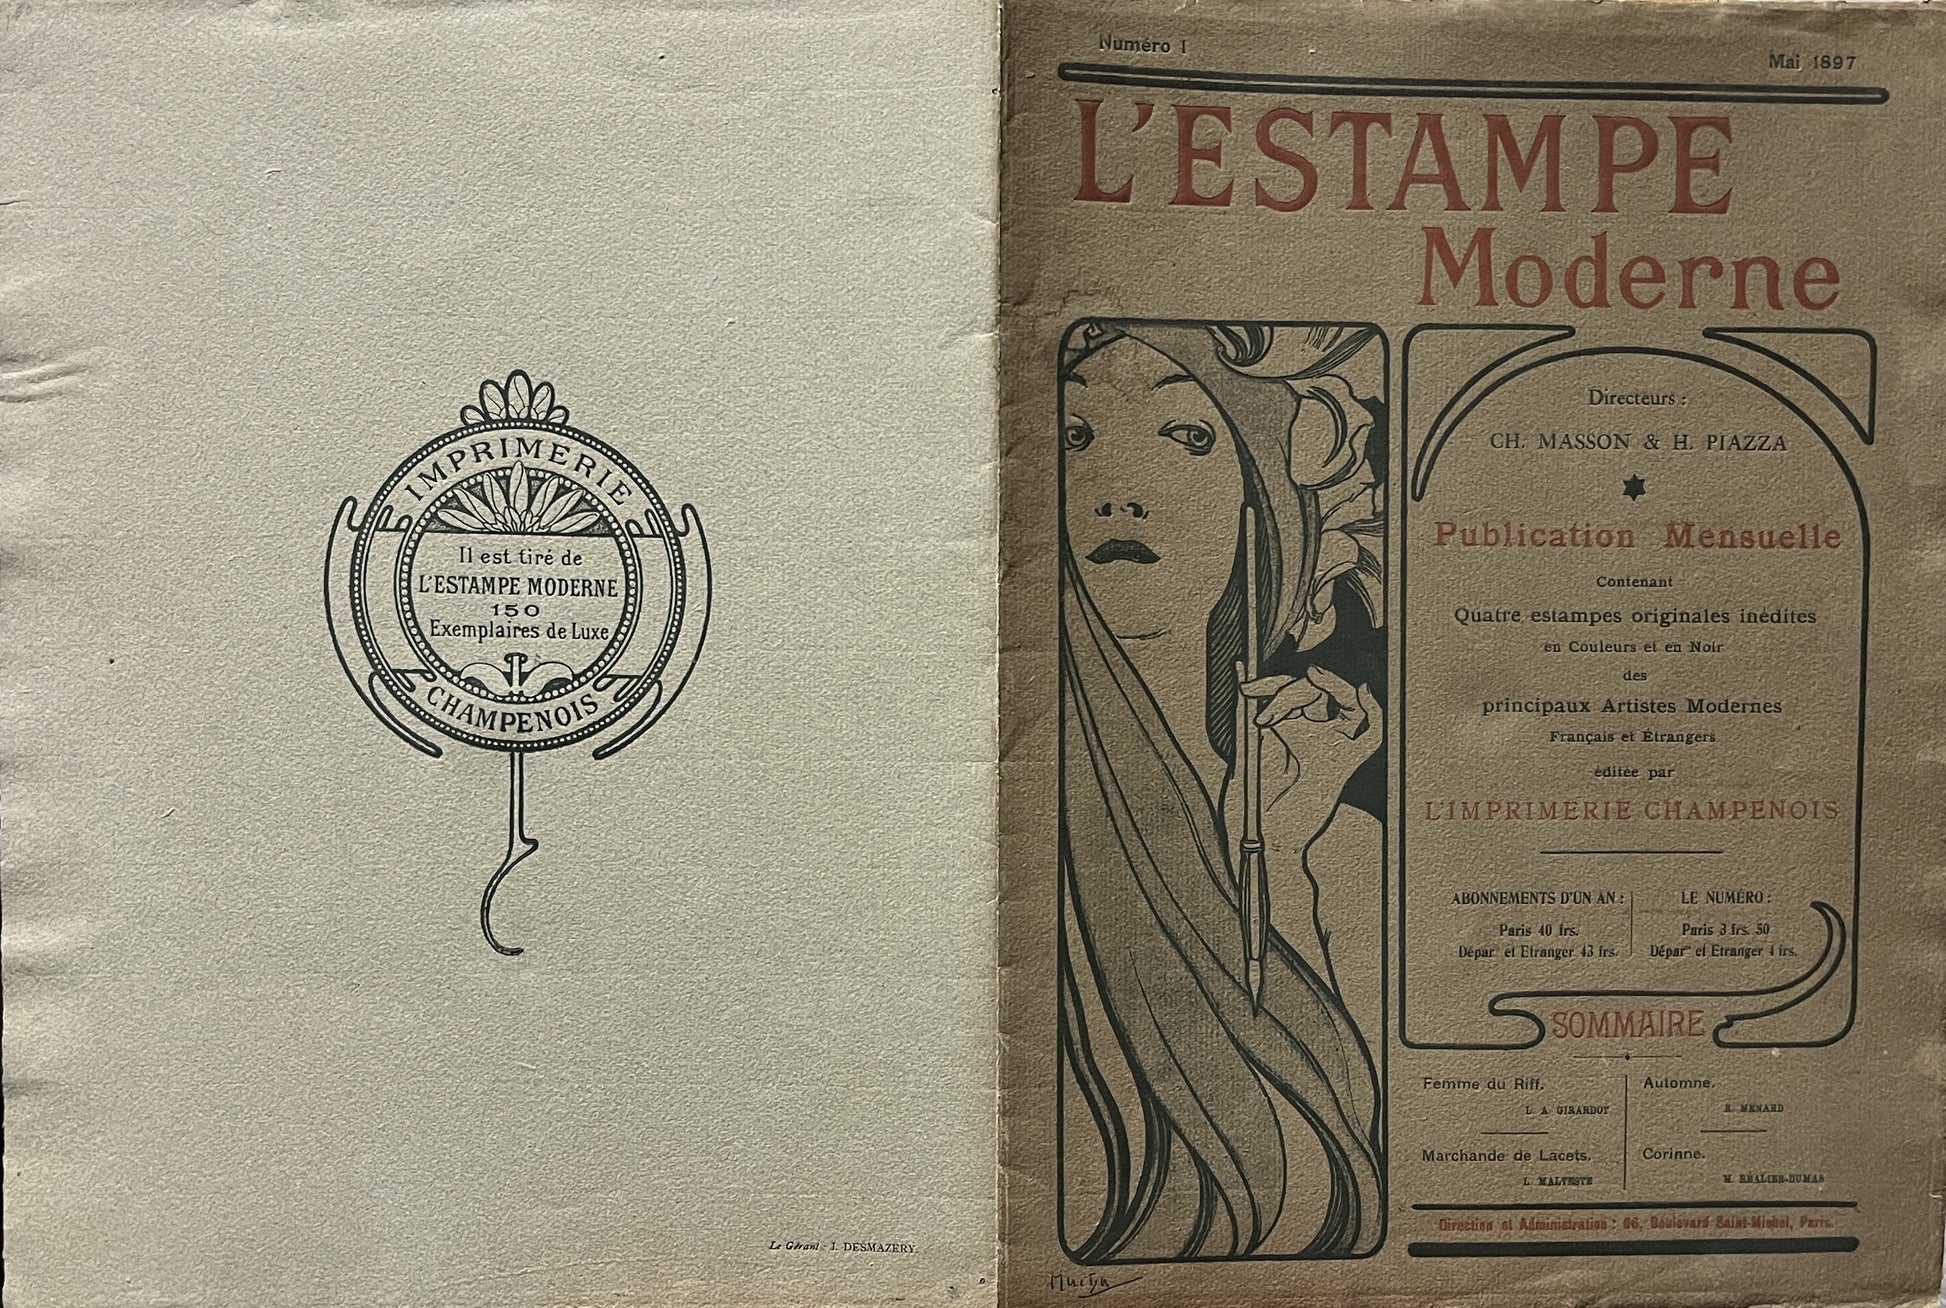 IMPRIMERIE
Il est tiré de
L'ESTAMPE MODERNE
150
Exemplaires de Luxe
CHAMPENOIS
Le Gérant : J. DESMAZERY.
Numéro 1
Mai 1897
L'ESTAMPE
Moderne
Directeurs :
CH. MASSON & H. PIAZZA
Publication Mensuelle
Contenant
Quatre estampes originales inédites
en Couleurs et en Noir
des
principaux Artistes Modernes
Français et Étrangers
éditée par
L'IMPRIMERIE CHAMPENOIS
ABONNEMENTS D'UN AN :
Paris 40 frs.
Dépar^ts et Etranger 43 frs.
LE NUMÉRO :
Paris 3 frs. 50
Dépar^ts et Etranger 4 frs.
SOMMAIRE
Femme du Riff.
L. A. GIRARDOT
Marchande de Lacets.
L. MALTESTE
Automne.
R. MENARD
Corinne.
M. RÉALIER-DUMAS
Direction et Administration : 66, Boulevard Saint-Michel, Paris.
Mucha